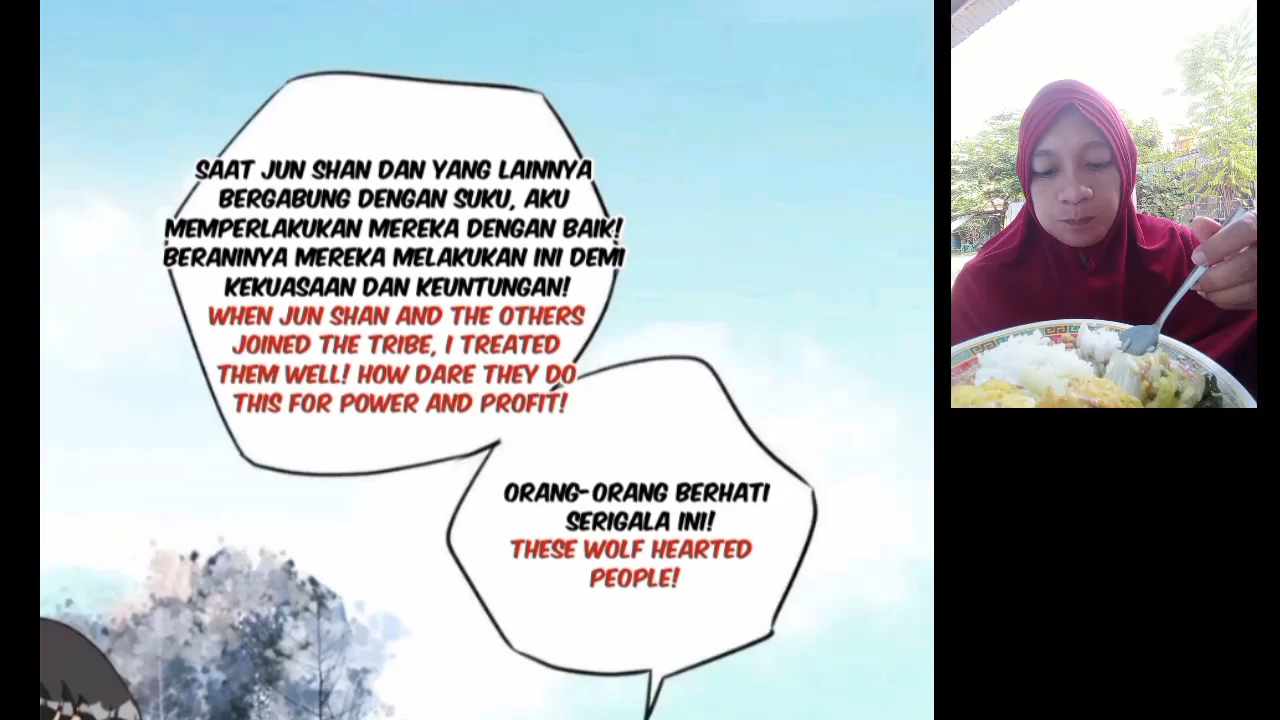 SAAT JUN SHAN DAN YANG LAINNYA
BERGABUNG DENGAN SUKU, AKU
MEMPERLAKUKAN MEREKA DENGAN BAIK!
BERANINYA MEREKA MELAKUKAN INI DEMI
KEKUASAAN DAN KEUNTUNGAN!
WHEN JUN SHAN AND THE OTHERS
JOINED THE TRIBE, I TREATED
THEM WELL! HOW DARE THEY DO
THIS FOR POWER AND PROFIT!
ORANG-ORANG BERHATI
SERIGALA INI!
THESE WOLF HEARTED
PEOPLE!